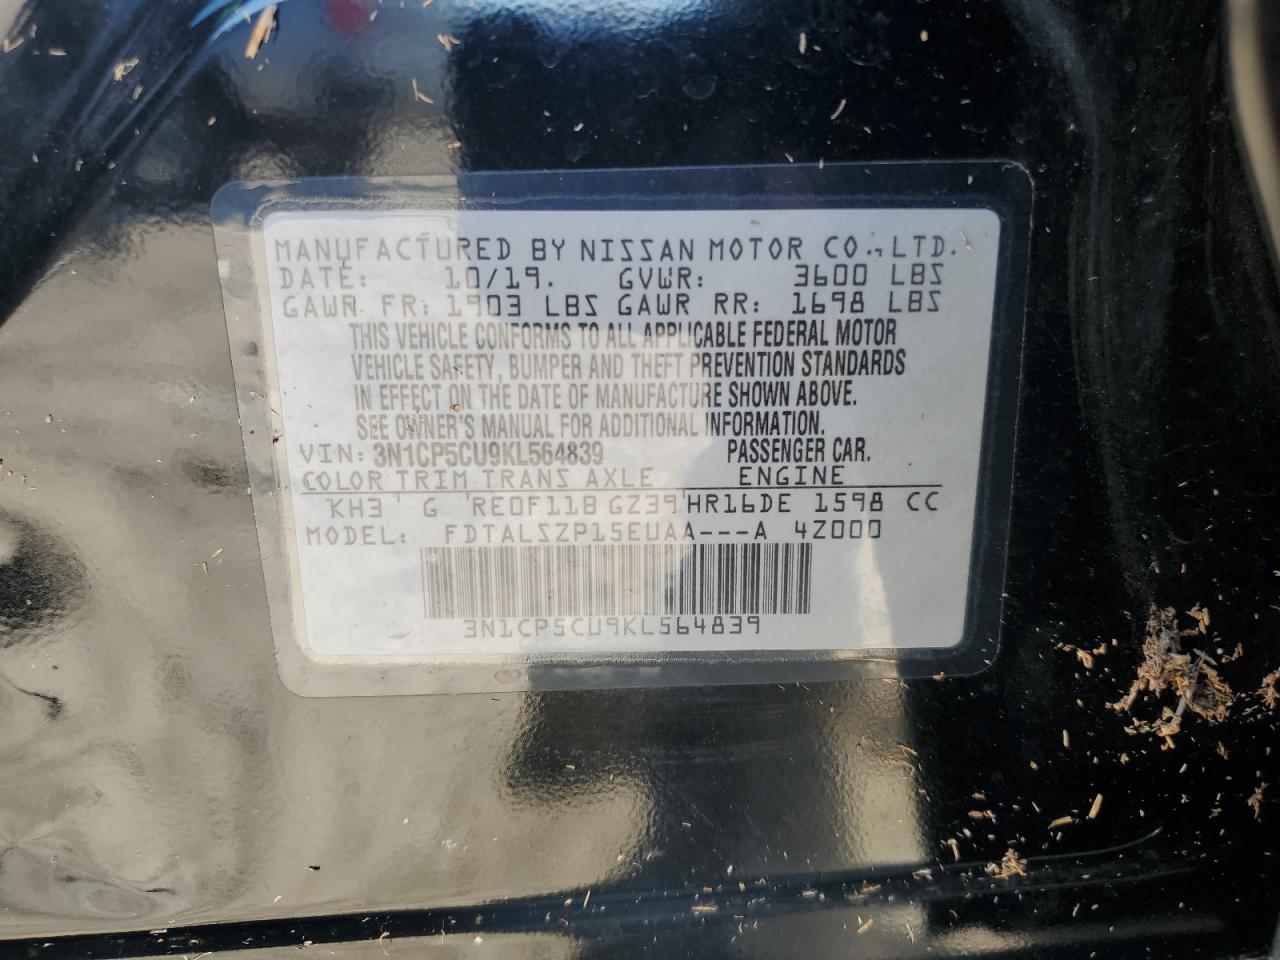 MANUFACTURED BY NISSAN MOTOR CO., LTD.
DATE: 10/19. GVWR: 3600 LBS
GAWR FR: 1903 LBS GAWR RR: 1698 LBS
THIS VEHICLE CONFORMS TO ALL APPLICABLE FEDERAL MOTOR
VEHICLE SAFETY, BUMPER AND THEFT PREVENTION STANDARDS
IN EFFECT ON THE DATE OF MANUFACTURE SHOWN ABOVE.
SEE OWNER'S MANUAL FOR ADDITIONAL INFORMATION.
VIN: 3N1CP5CU9KL564839 PASSENGER CAR.
COLOR TRIM TRANS AXLE ENGINE
KH3 G RE0F11B GZ39 HR16DE 1598 CC
MODEL: FDTALSZP15EUAA---A 4Z000
3N1CP5CU9KL564839